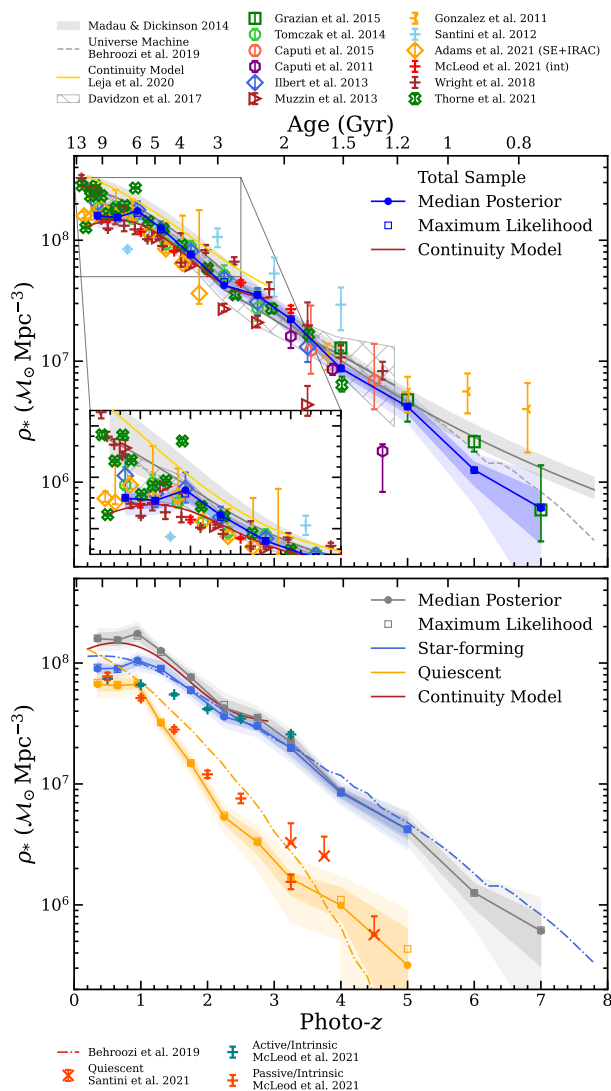 Madau & Dickinson 2014
Universe Machine
Behroozi et al. 2019
Continuity Model
Leja et al. 2020
Davidzon et al. 2017
Grazian et al. 2015
Tomczak et al. 2014
Caputi et al. 2015
Caputi et al. 2011
Ilbert et al. 2013
Muzzin et al. 2013
Gonzalez et al. 2011
Santini et al. 2012
Adams et al. 2021 (SE+IRAC)
McLeod et al. 2021 (int)
Wright et al. 2018
Thorne et al. 2021
Age (Gyr)
13 9 6 5 4 3 2 1.5 1.2 0.9 0.8
Total Sample
Median Posterior
Maximum Likelihood
Continuity Model
10⁸
10⁷
10⁶
ρ* (M⊙ Mpc⁻³)
Median Posterior
Maximum Likelihood
Star-forming
Quiescent
Continuity Model
10⁸
10⁷
10⁶
ρ* (M⊙ Mpc⁻³)
0 1 2 3 4 5 6 7 8
Photo-z
Behroozi et al. 2019
Quiescent
Santini et al. 2021
Active/Intrinsic
McLeod et al. 2021
Passive/Intrinsic
McLeod et al. 2021